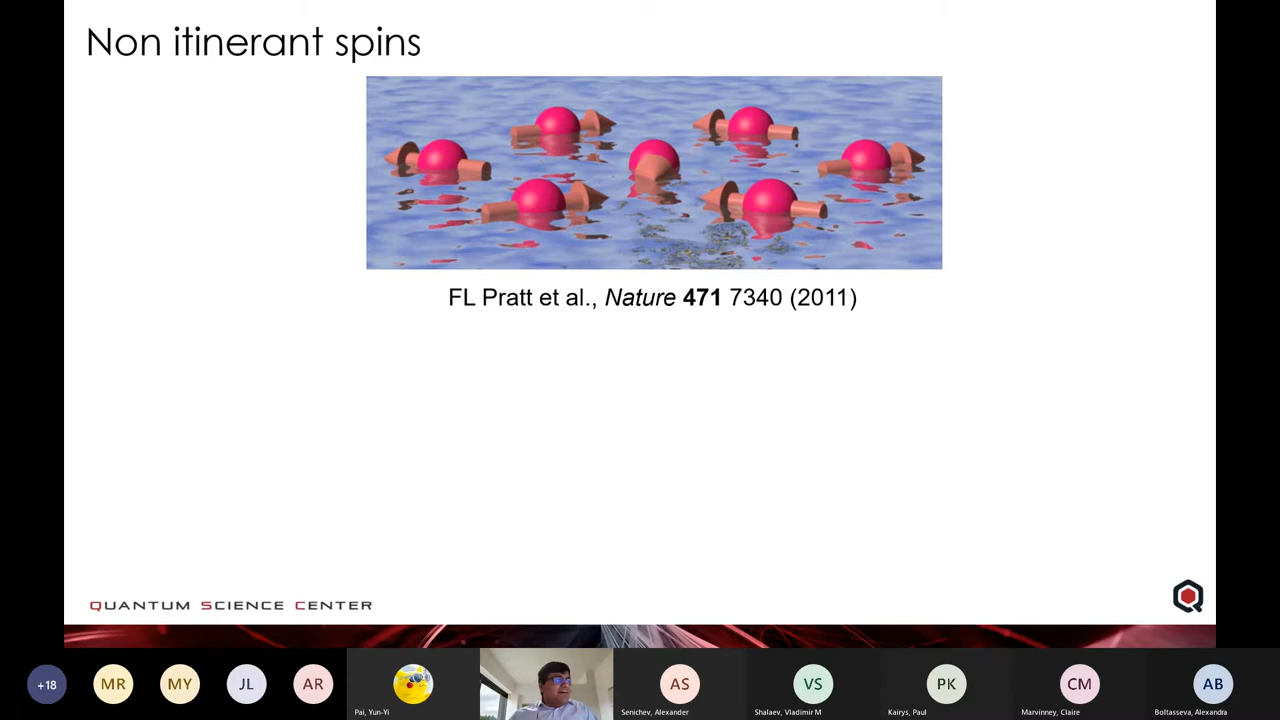 Non itinerant spins
FL Pratt et al., Nature 471 7340 (2011)
QUANTUM SCIENCE CENTER
+18
MR
MY
JL
AR
AS
VS
PK
CM
AB
Pai, Yun-Yi
Senichev, Alexander
Shalaev, Vladimir M
Kairys, Paul
Marvinney, Claire
Boltasseva, Alexandra